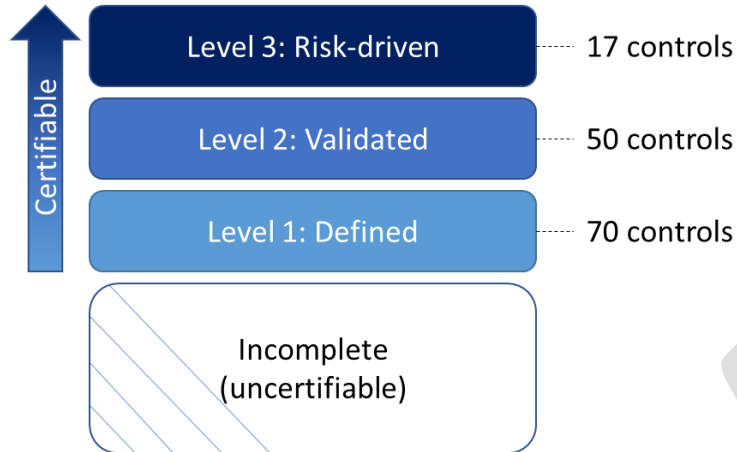 Certifiable
Level 3: Risk-driven
17 controls
Level 2: Validated
50 controls
Level 1: Defined
70 controls
Incomplete
(uncertifiable)